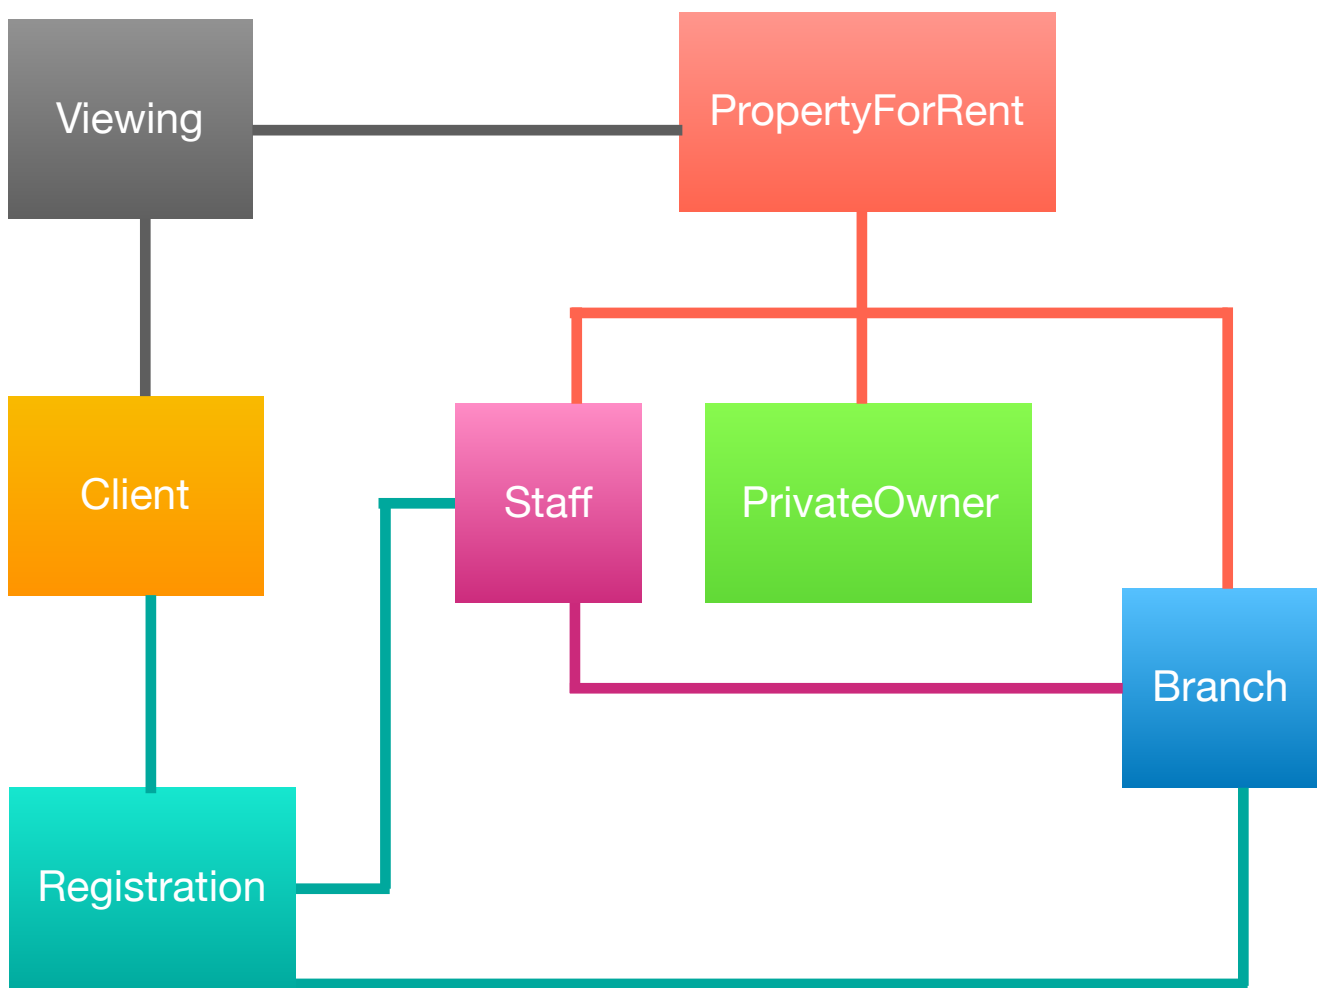 Viewing
PropertyForRent
Client
Staff
PrivateOwner
Branch
Registration